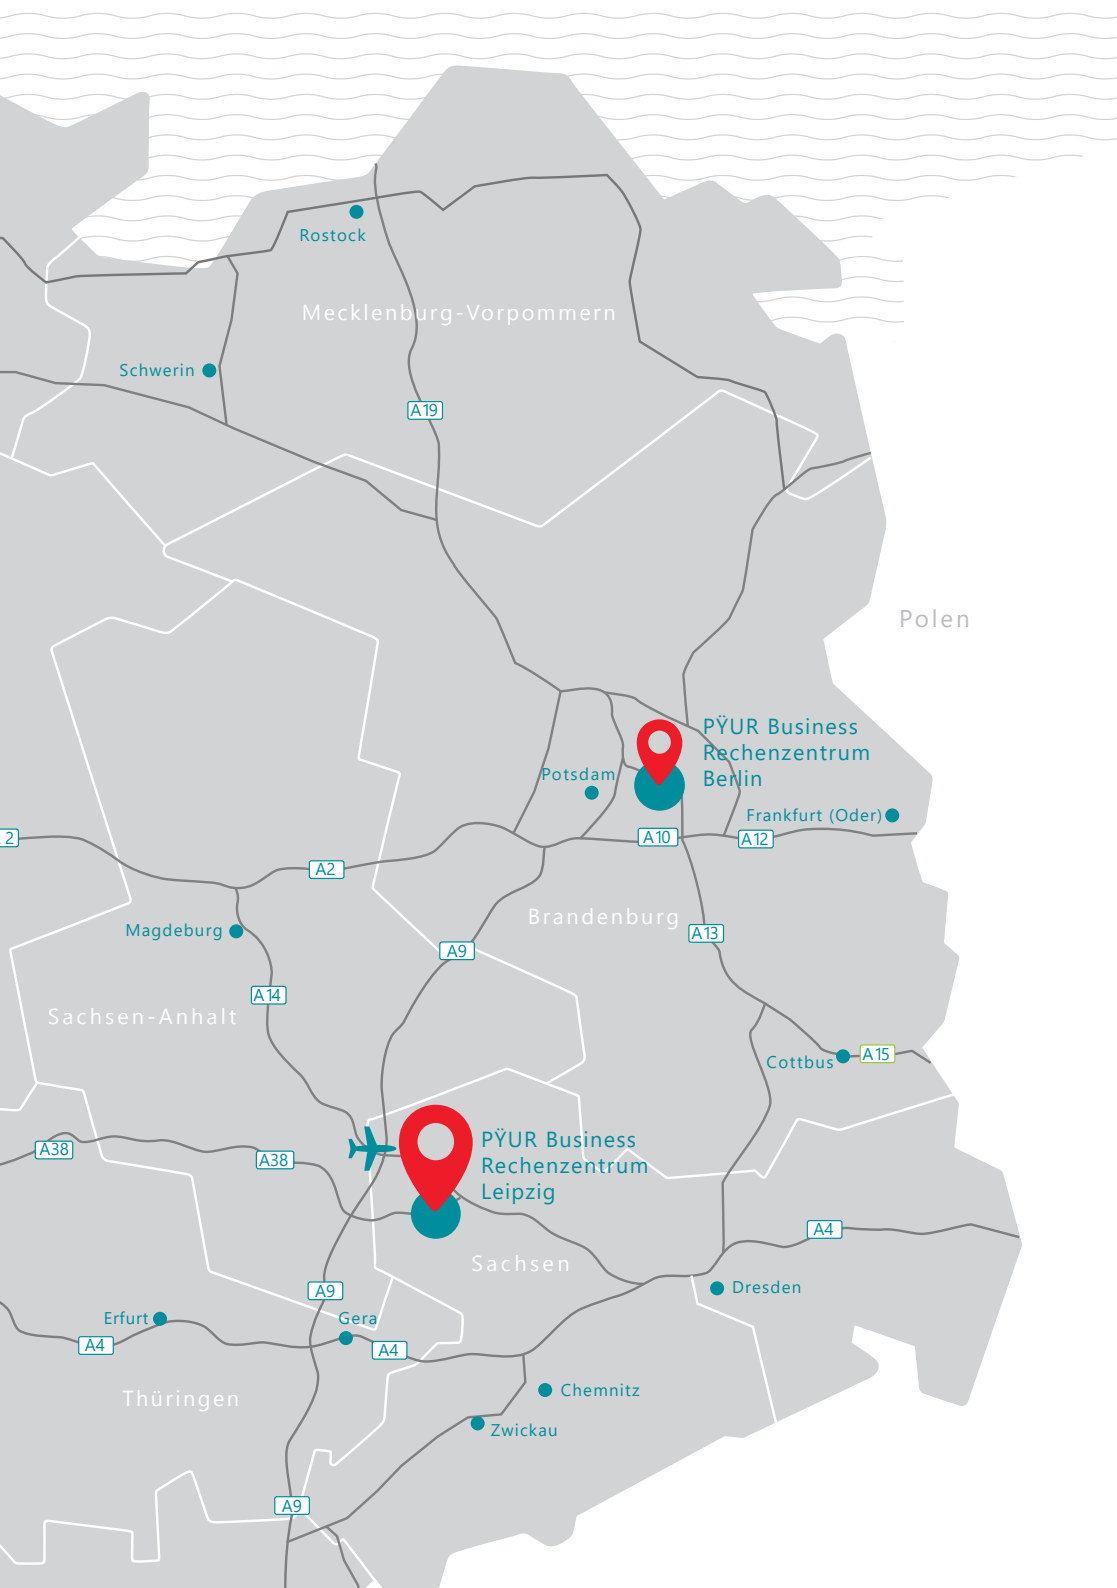 Rostock
Mecklenburg-Vorpommern
Schwerin
A19
Polen
PŸUR Business
Rechenzentrum
Berlin
Potsdam
Frankfurt (Oder)
2
A10
A12
A2
Brandenburg
Magdeburg
A13
A9
A14
Sachsen-Anhalt
Cottbus
A15
PŸUR Business
Rechenzentrum
Leipzig
A38
A38
A4
Sachsen
Dresden
A9
Erfurt
Gera
A4
A4
Chemnitz
Thüringen
Zwickau
A9